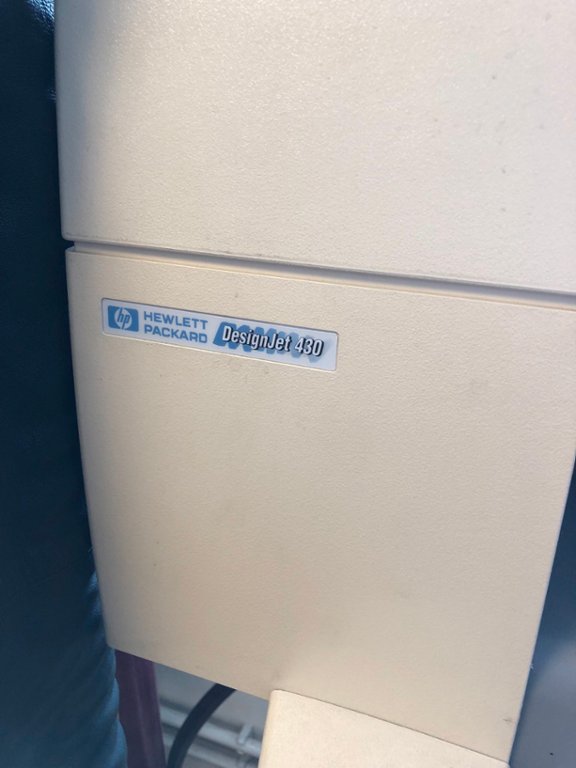 hp HEWLETT
PACKARD DesignJet 430